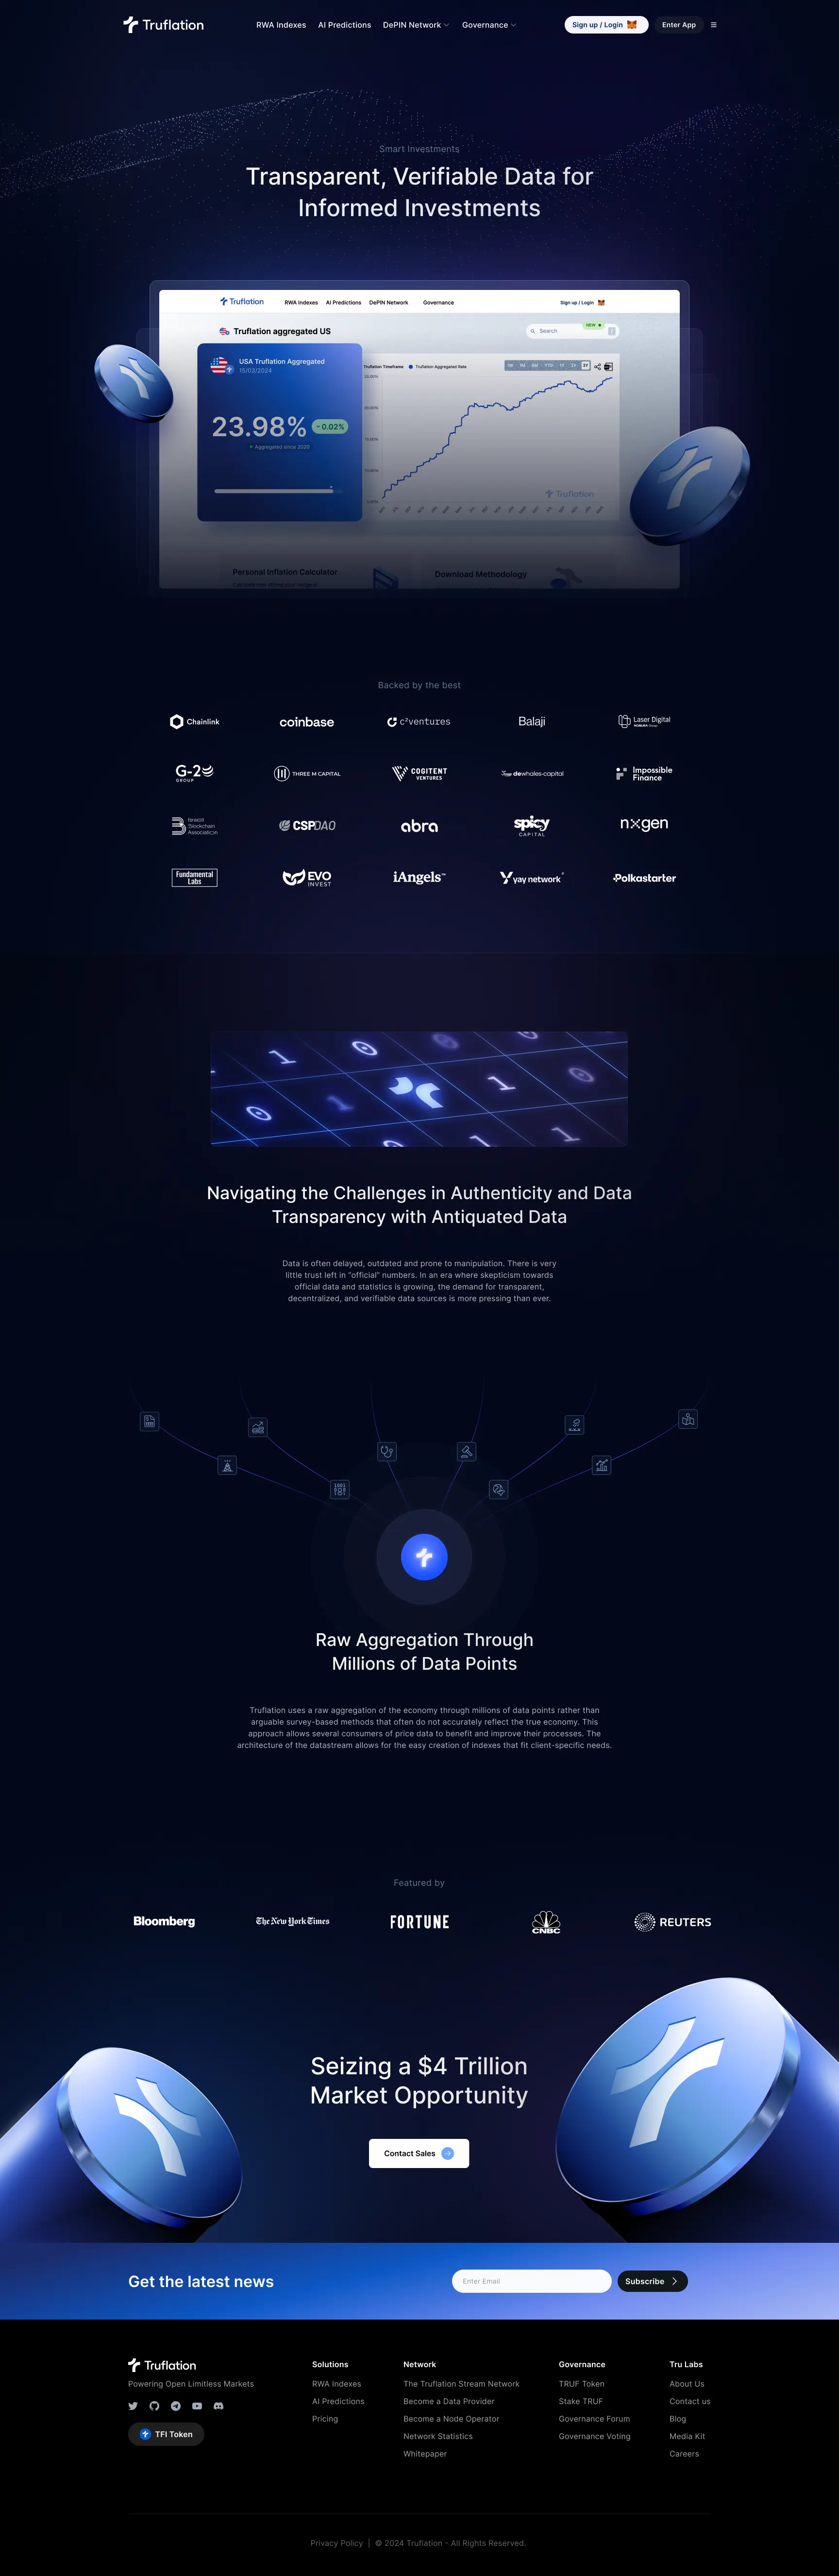 Truflation
RWA Indexes
AI Predictions
DePIN Network
Governance
Sign up / Login
Enter App
Smart Investments
Transparent, Verifiable Data for
Informed Investments
Truflation
RWA Indexes
AI Predictions
DePIN Network
Governance
Sign up / Login
Truflation aggregated US
Search
NEW
USA Truflation Aggregated
15/03/2024
23.98%
- 0.02%
Aggregated since 2020
Truflation Timeframe
Truflation Aggregated Rate
YTD
Truflation
Personal Inflation Calculator
Download Methodology
Backed by the best
Chainlink
coinbase
c²ventures
Balaji
Laser Digital
G-20
GROUP
THREE M CAPITAL
COGITENT
VENTURES
dewhales-capital
Impossible
Finance
Israeli
Blockchain
Association
CSPDAO
abra
spicy
CAPITAL
nxgen
Fundamental
Labs
EVO
INVEST
iAngels™
yay network
Polkastarter
Navigating the Challenges in Authenticity and Data
Transparency with Antiquated Data
Data is often delayed, outdated and prone to manipulation. There is very
little trust left in "official" numbers. In an era where skepticism towards
official data and statistics is growing, the demand for transparent,
decentralized, and verifiable data sources is more pressing than ever.
Raw Aggregation Through
Millions of Data Points
Truflation uses a raw aggregation of the economy through millions of data points rather than
arguable survey-based methods that often do not accurately reflect the true economy. This
approach allows several consumers of price data to benefit and improve their processes. The
architecture of the datastream allows for the easy creation of indexes that fit client-specific needs.
Featured by
Bloomberg
The New York Times
FORTUNE
CNBC
REUTERS
Seizing a $4 Trillion
Market Opportunity
Contact Sales
Get the latest news
Enter Email
Subscribe
Truflation
Powering Open Limitless Markets
TFI Token
Solutions
RWA Indexes
AI Predictions
Pricing
Network
The Truflation Stream Network
Become a Data Provider
Become a Node Operator
Network Statistics
Whitepaper
Governance
TRUF Token
Stake TRUF
Governance Forum
Governance Voting
Tru Labs
About Us
Contact us
Blog
Media Kit
Careers
Privacy Policy | © 2024 Truflation · All Rights Reserved.